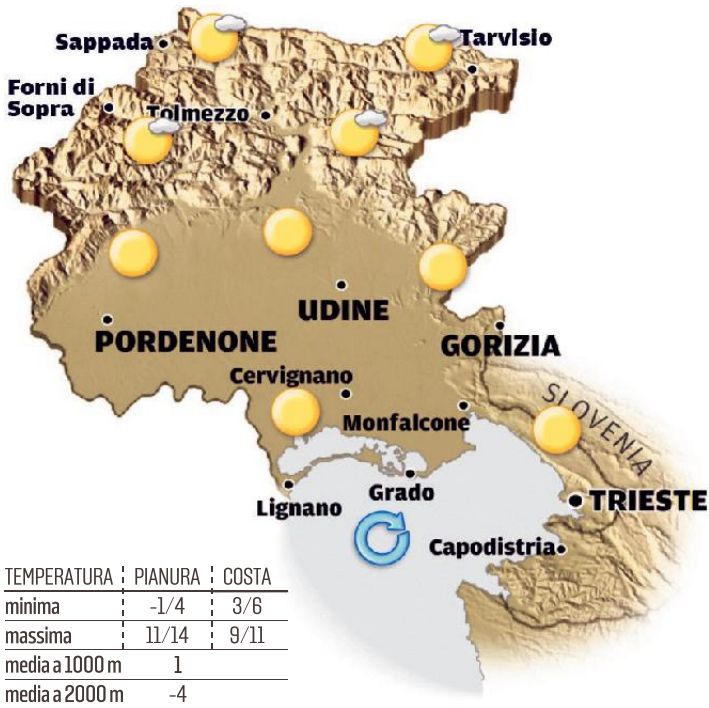 Sappada
Tarvisio
Forni di
Sopra
Tolmezzo
UDINE
PORDENONE
GORIZIA
Cervignano
SLOVENIA
Monfalcone
Lignano
Grado
TRIESTE
Capodistria
TEMPERATURA PIANURA COSTA
minima -1/4 3/6
massima 11/14 9/11
media a 1000 m 1
media a 2000 m -4